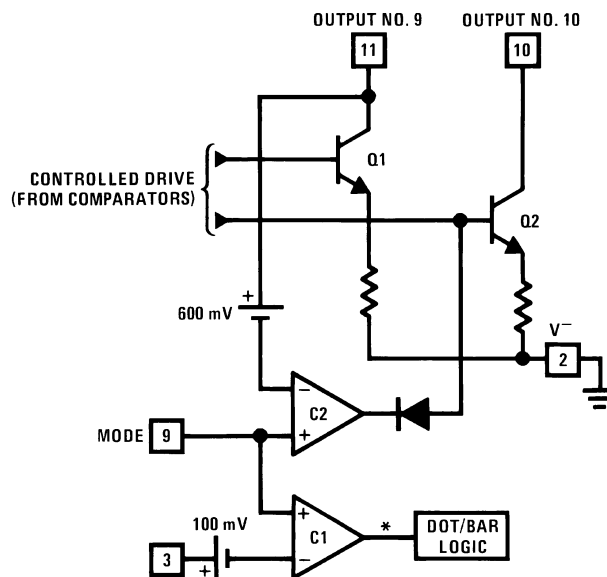 OUTPUT NO. 9
OUTPUT NO. 10
11
10
Q1
CONTROLLED DRIVE
(FROM COMPARATORS)
Q2
+
600 mV
V−
2
−
C2
+
MODE
9
100 mV
+
C1
−
*
DOT/BAR
LOGIC
3
+